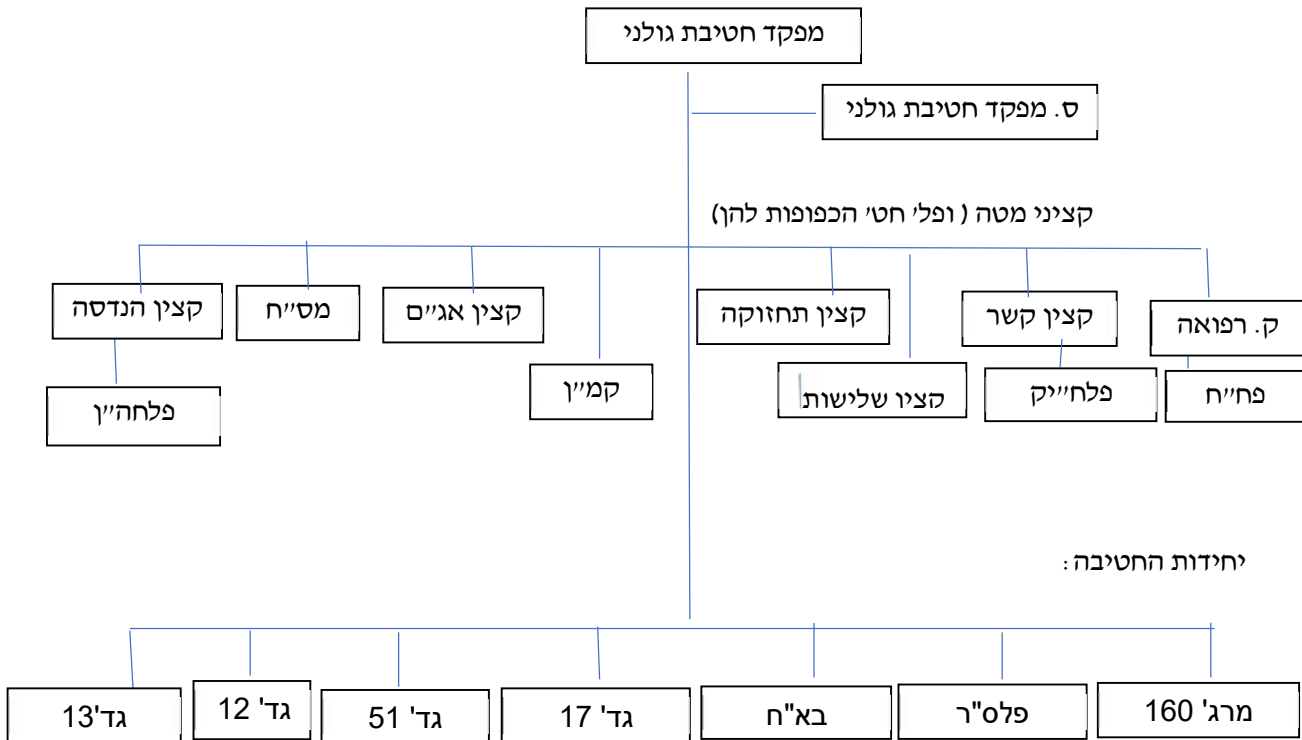 מפקד חטיבת גולני
ס. מפקד חטיבת גולני
קציני מטה ( ופל׳ חט׳ הכפופות להן)
ק. רפואה
קצין קשר
קצין תחזוקה
קצין אג״ם
מס״ח
קצין הנדסה
פח״ח
פלח״יק
קצין שלישות
קמ״ן
פלחה״ן
יחידות החטיבה:
מרג' 160
פלס"ר
בא"ח
גד' 17
גד' 51
גד' 12
גד'13